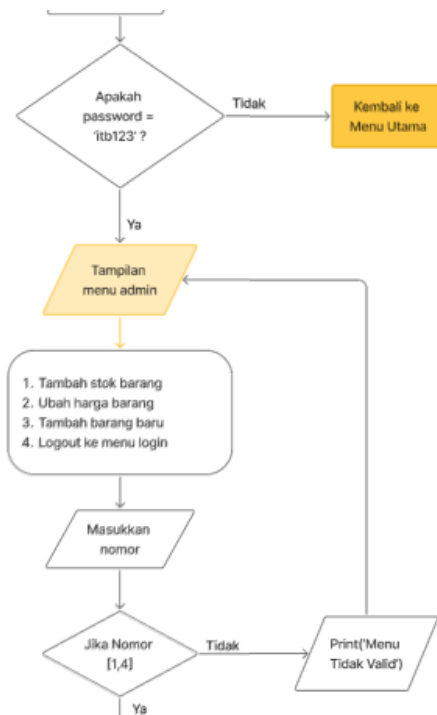 Apakah
password =
'itb123' ?
Tidak
Kembali ke
Menu Utama
Ya
Tampilan
menu admin
1. Tambah stok barang
2. Ubah harga barang
3. Tambah barang baru
4. Logout ke menu login
Masukkan
nomor
Jika Nomor
[1,4]
Tidak
Print('Menu
Tidak Valid')
Ya